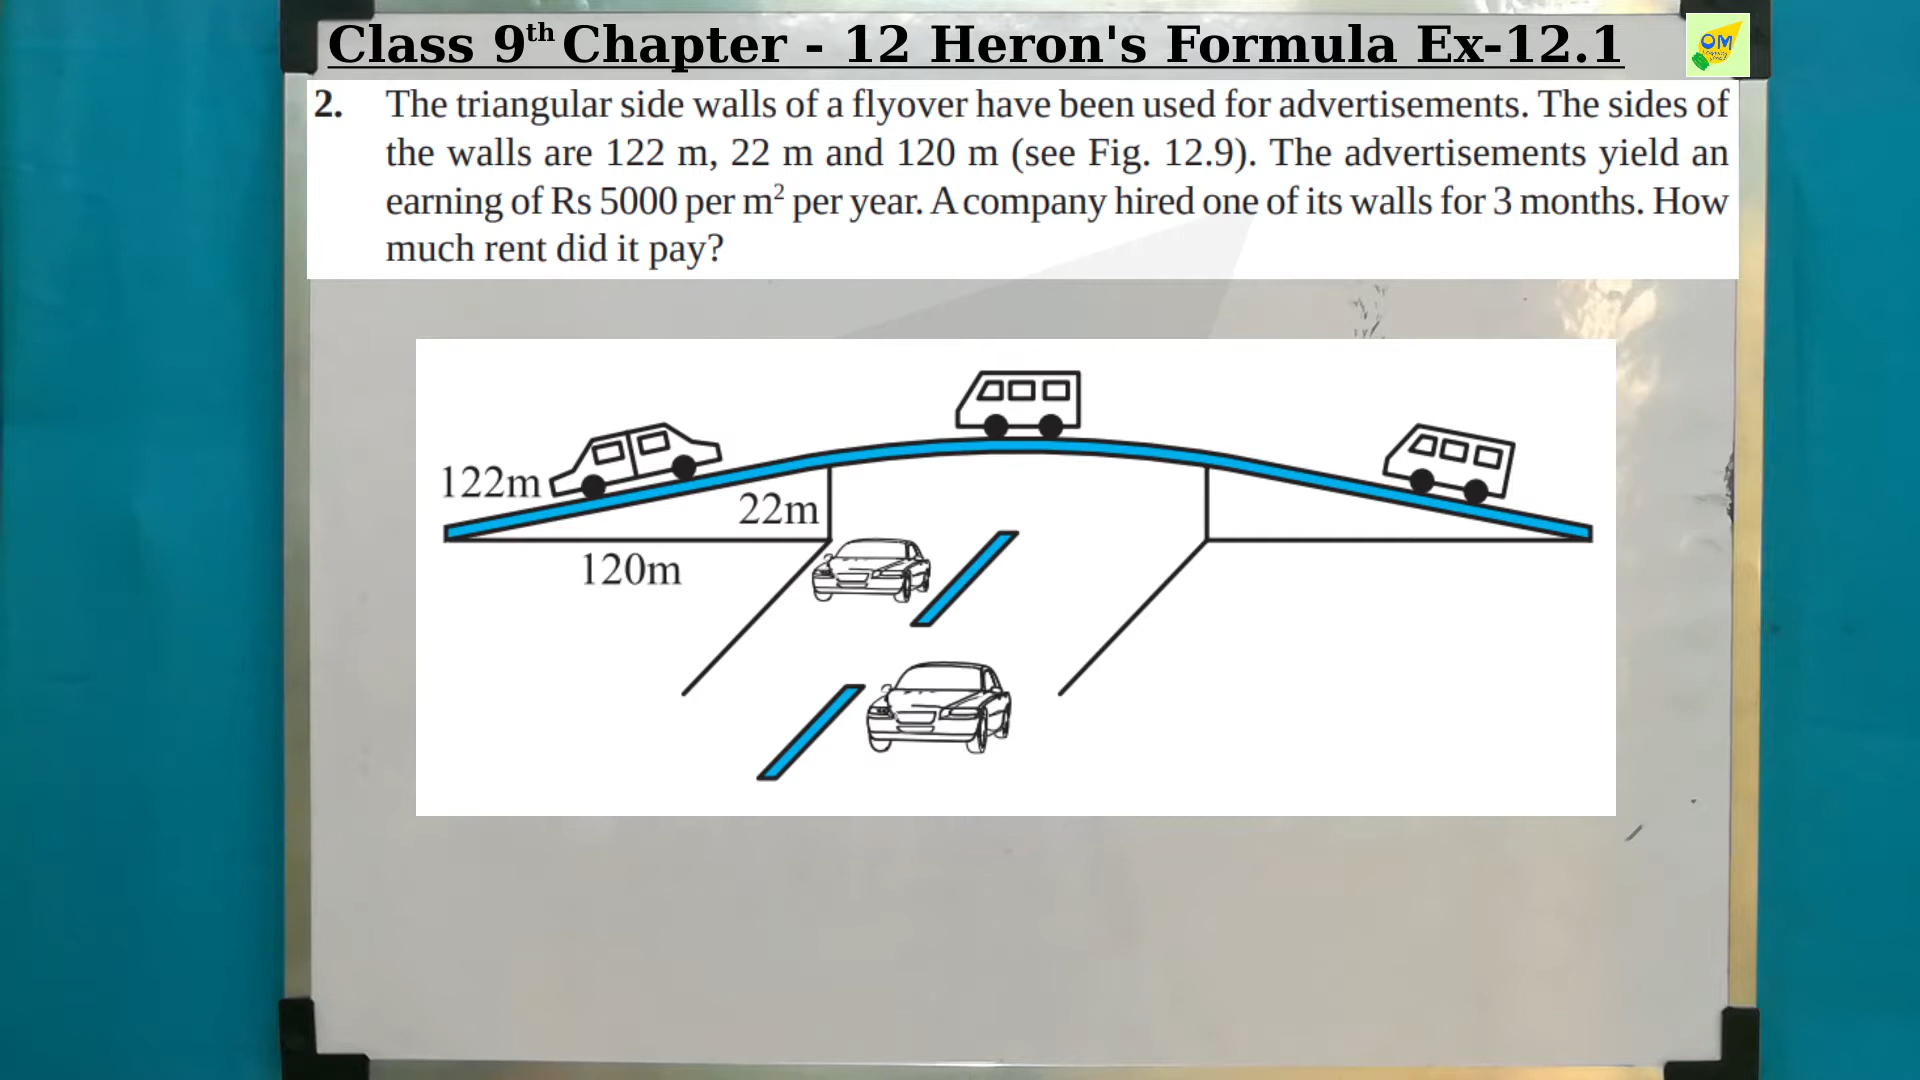 Class 9th Chapter - 12 Heron's Formula Ex-12.1
OM
2. The triangular side walls of a flyover have been used for advertisements. The sides of
the walls are 122 m, 22 m and 120 m (see Fig. 12.9). The advertisements yield an
earning of Rs 5000 per m² per year. A company hired one of its walls for 3 months. How
much rent did it pay?
122m
22m
120m